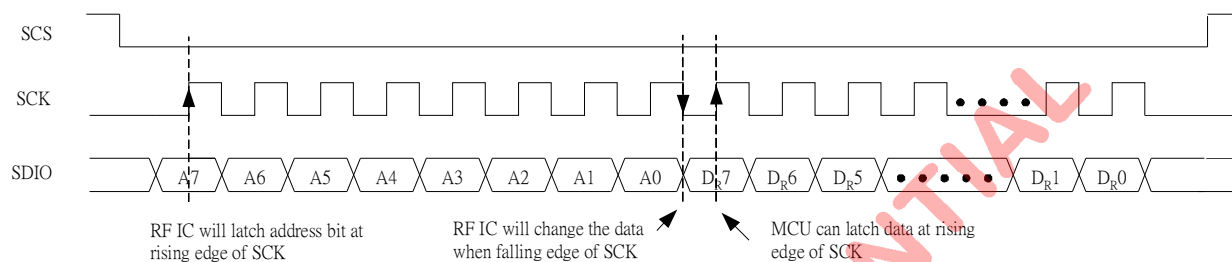 SCS
SCK
SDIO
A7 A6 A5 A4 A3 A2 A1 A0 DR7 DR6 DR5 DR1 DR0
RF IC will latch address bit at
rising edge of SCK
RF IC will change the data
when falling edge of SCK
MCU can latch data at rising
edge of SCK
NTIAL